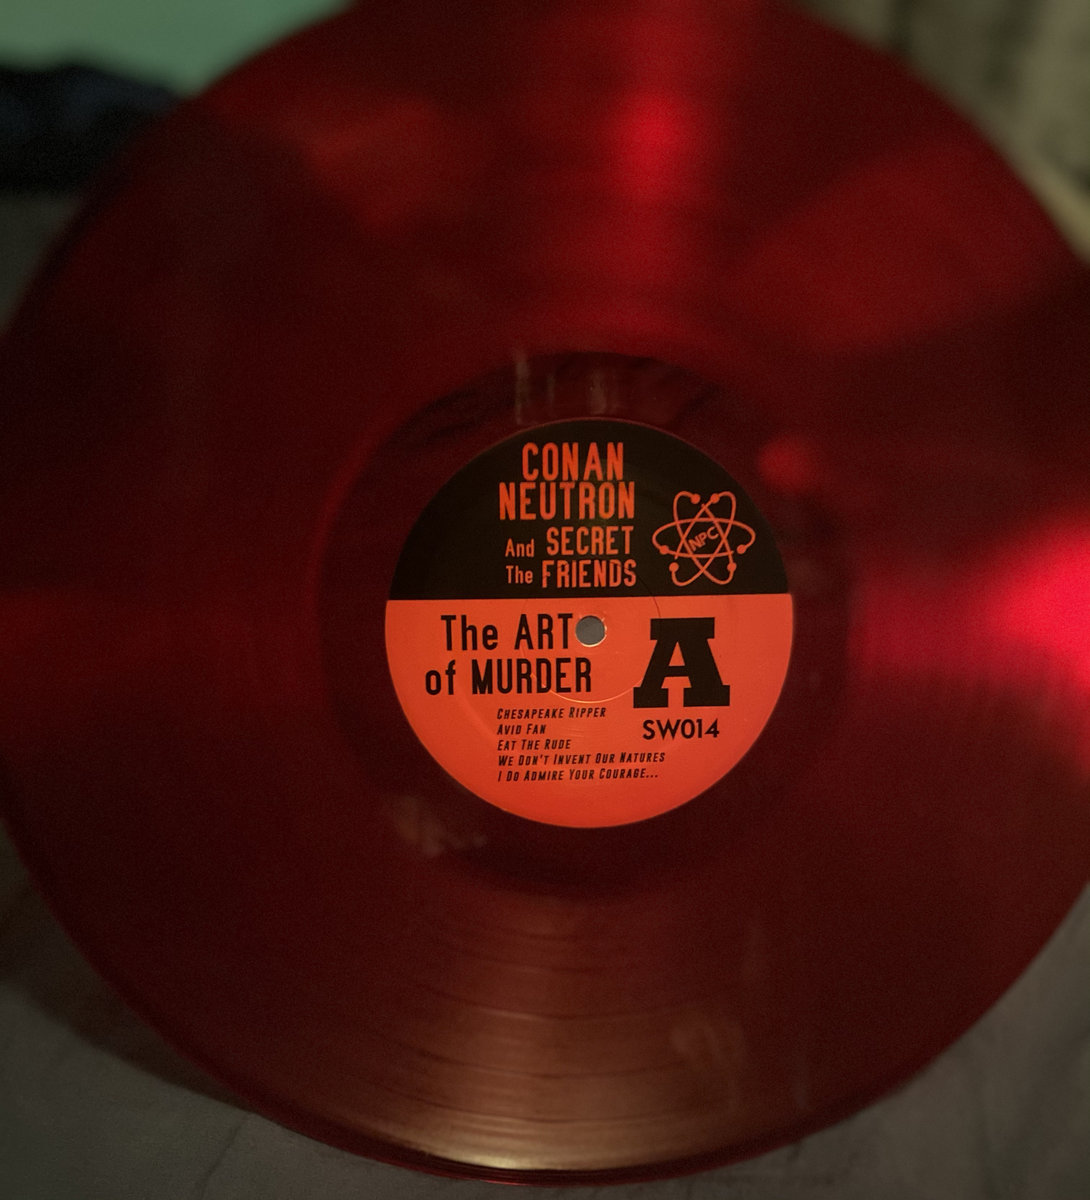 CONAN
NEUTRON
And SECRET
The FRIENDS
NPC
The ART
of MURDER
A
SW014
CHESAPEAKE RIPPER
AVID FAN
EAT THE RUDE
WE DON'T INVENT OUR NATURES
I DO ADMIRE YOUR COURAGE...